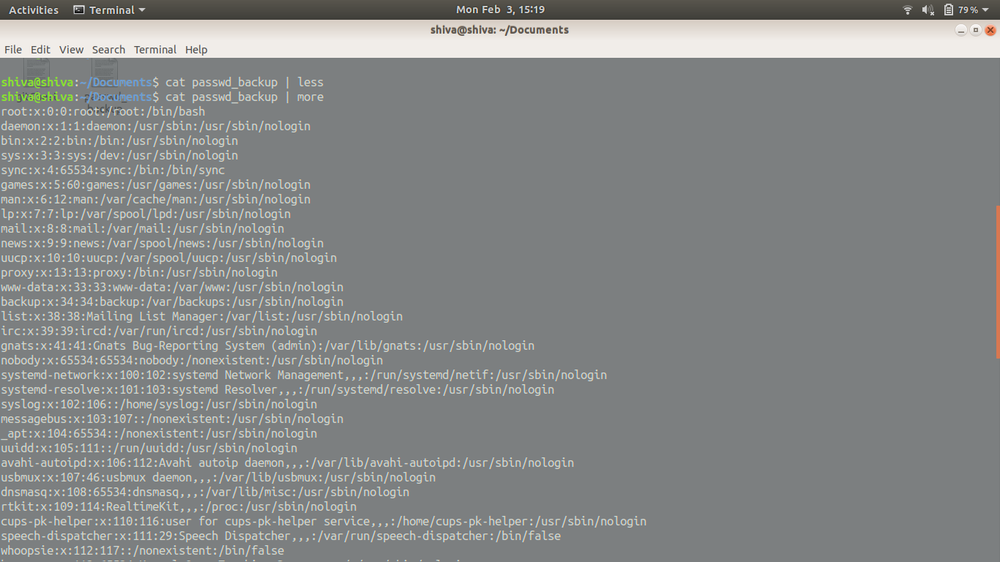 Activities Terminal Mon Feb 3, 15:19 79%
shiva@shiva: ~/Documents
File Edit View Search Terminal Help
shiva@shiva:~/Documents$ cat passwd_backup | less
shiva@shiva:~/Documents$ cat passwd_backup | more
root:x:0:0:root:/root:/bin/bash
daemon:x:1:1:daemon:/usr/sbin:/usr/sbin/nologin
bin:x:2:2:bin:/bin:/usr/sbin/nologin
sys:x:3:3:sys:/dev:/usr/sbin/nologin
sync:x:4:65534:sync:/bin:/bin/sync
games:x:5:60:games:/usr/games:/usr/sbin/nologin
man:x:6:12:man:/var/cache/man:/usr/sbin/nologin
lp:x:7:7:lp:/var/spool/lpd:/usr/sbin/nologin
mail:x:8:8:mail:/var/mail:/usr/sbin/nologin
news:x:9:9:news:/var/spool/news:/usr/sbin/nologin
uucp:x:10:10:uucp:/var/spool/uucp:/usr/sbin/nologin
proxy:x:13:13:proxy:/bin:/usr/sbin/nologin
www-data:x:33:33:www-data:/var/www:/usr/sbin/nologin
backup:x:34:34:backup:/var/backups:/usr/sbin/nologin
list:x:38:38:Mailing List Manager:/var/list:/usr/sbin/nologin
irc:x:39:39:ircd:/var/run/ircd:/usr/sbin/nologin
gnats:x:41:41:Gnats Bug-Reporting System (admin):/var/lib/gnats:/usr/sbin/nologin
nobody:x:65534:65534:nobody:/nonexistent:/usr/sbin/nologin
systemd-network:x:100:102:systemd Network Management,,,:/run/systemd/netif:/usr/sbin/nologin
systemd-resolve:x:101:103:systemd Resolver,,,:/run/systemd/resolve:/usr/sbin/nologin
syslog:x:102:106::/home/syslog:/usr/sbin/nologin
messagebus:x:103:107::/nonexistent:/usr/sbin/nologin
_apt:x:104:65534::/nonexistent:/usr/sbin/nologin
uuidd:x:105:111::/run/uuidd:/usr/sbin/nologin
avahi-autoipd:x:106:112:Avahi autoip daemon,,,:/var/lib/avahi-autoipd:/usr/sbin/nologin
usbmux:x:107:46:usbmux daemon,,,:/var/lib/usbmux:/usr/sbin/nologin
dnsmasq:x:108:65534:dnsmasq,,,:/var/lib/misc:/usr/sbin/nologin
rtkit:x:109:114:RealtimeKit,,,:/proc:/usr/sbin/nologin
cups-pk-helper:x:110:116:user for cups-pk-helper service,,,:/home/cups-pk-helper:/usr/sbin/nologin
speech-dispatcher:x:111:29:Speech Dispatcher,,,:/var/run/speech-dispatcher:/bin/false
whoopsie:x:112:117::/nonexistent:/bin/false